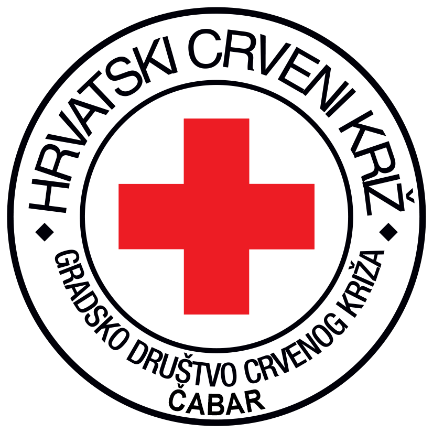 HRVATSKI CRVENI KRIŽ
GRADSKO DRUŠTVO CRVENOG KRIŽA
ČABAR